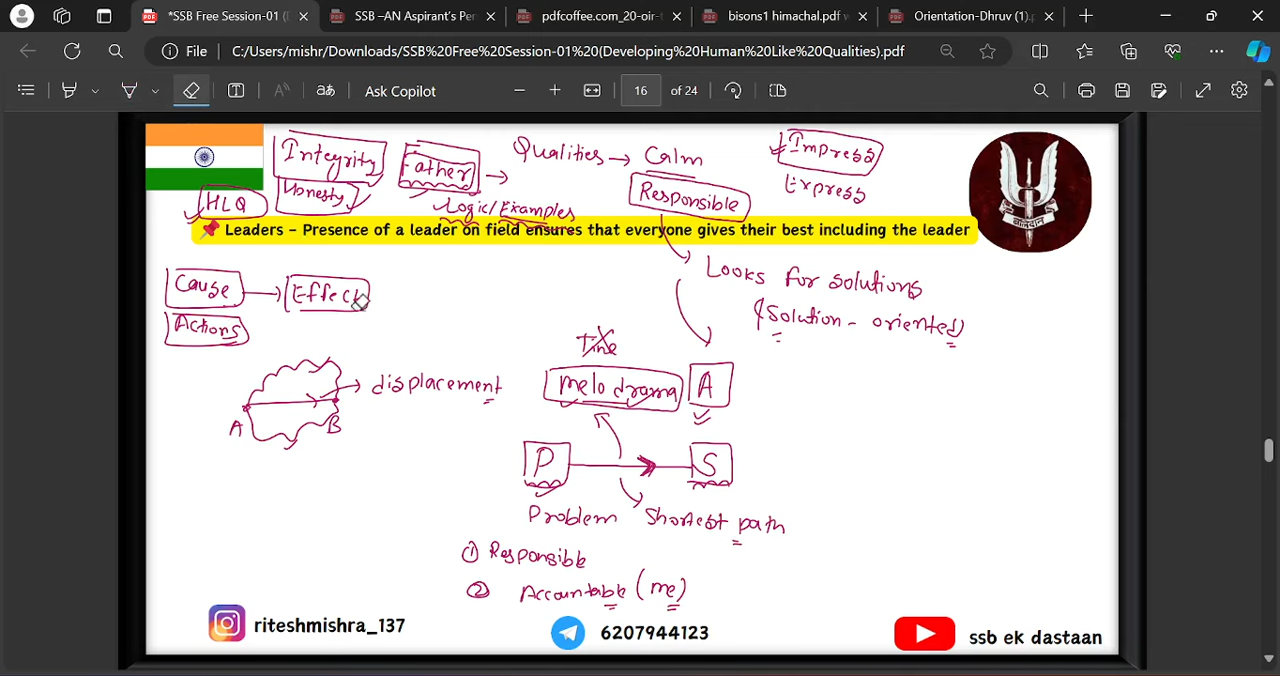 *SSB Free Session-01 (
SSB –AN Aspirant's Pe
pdfcoffee.com_20-oir-
bisons1 himachal.pdf
Orientation-Dhruv (1).p
File
C:/Users/mishr/Downloads/SSB%20Free%20Session-01%20(Developing%20Human%20Like%20Qualities).pdf
Ask Copilot
16 of 24
Integrity
Father
Qualities → Calm
Impress
HLQ
Honesty
Responsible
Express
Logic/Examples
बलिदान
Leaders - Presence of a leader on field ensures that everyone gives their best including the leader
Cause
Effect
Looks for solutions
Actions
(Solution - oriented)
Time
displacement
melodrama
A
A
B
P
S
Problem
Shortest path
① Responsible
② Accountable (me)
riteshmishra_137
6207944123
ssb ek dastaan